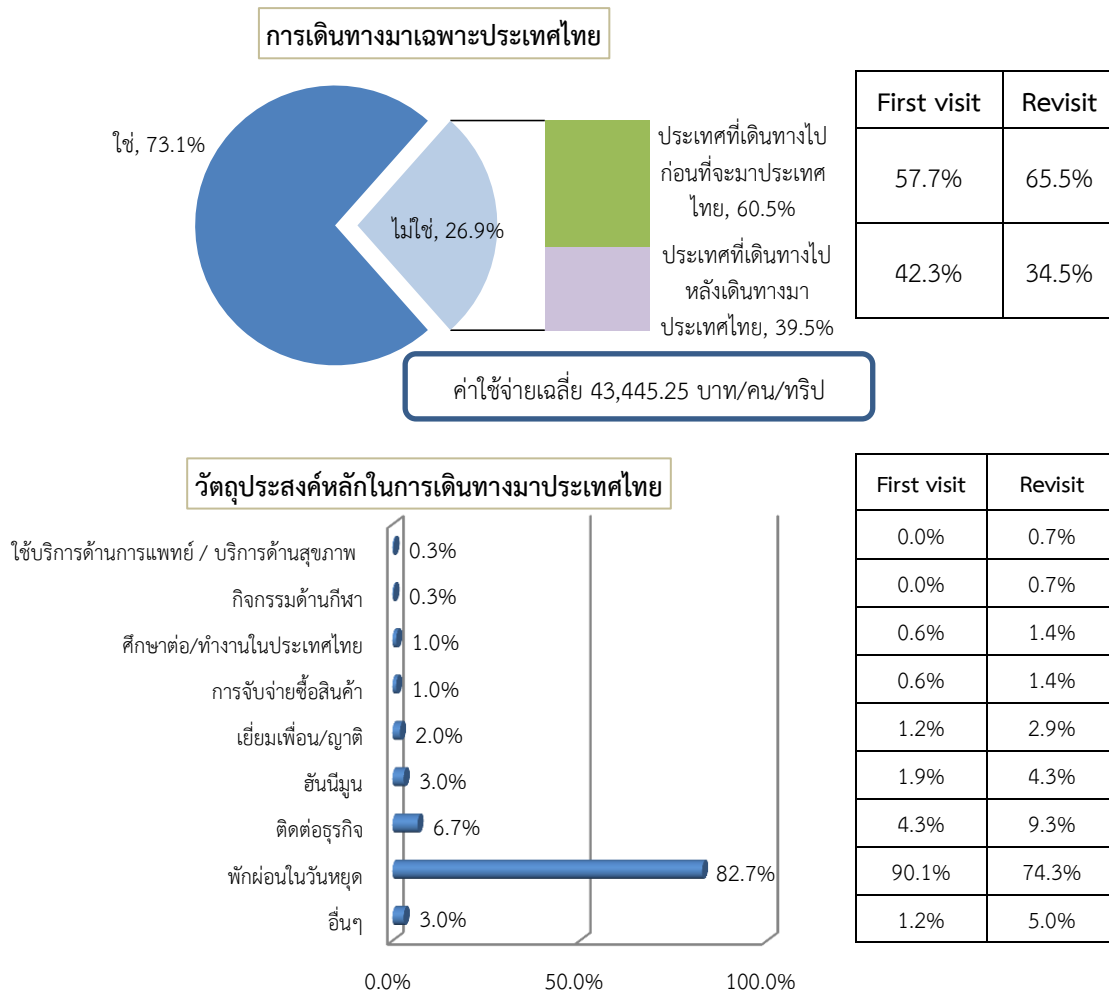 การเดินทางมาเฉพาะประเทศไทย
ใช่, 73.1%
ไม่ใช่, 26.9%
ประเทศที่เดินทางไป
ก่อนที่จะมาประเทศ
ไทย, 60.5%
ประเทศที่เดินทางไป
หลังเดินทางมา
ประเทศไทย, 39.5%
First visit Revisit
57.7% 65.5%
42.3% 34.5%
ค่าใช้จ่ายเฉลี่ย 43,445.25 บาท/คน/ทริป
วัตถุประสงค์หลักในการเดินทางมาประเทศไทย
First visit Revisit
ใช้บริการด้านการแพทย์ / บริการด้านสุขภาพ 0.3% 0.0% 0.7%
กิจกรรมด้านกีฬา 0.3% 0.0% 0.7%
ศึกษาต่อ/ทำงานในประเทศไทย 1.0% 0.6% 1.4%
การจับจ่ายซื้อสินค้า 1.0% 0.6% 1.4%
เยี่ยมเพื่อน/ญาติ 2.0% 1.2% 2.9%
ฮันนีมูน 3.0% 1.9% 4.3%
ติดต่อธุรกิจ 6.7% 4.3% 9.3%
พักผ่อนในวันหยุด 82.7% 90.1% 74.3%
อื่นๆ 3.0% 1.2% 5.0%
0.0% 50.0% 100.0%